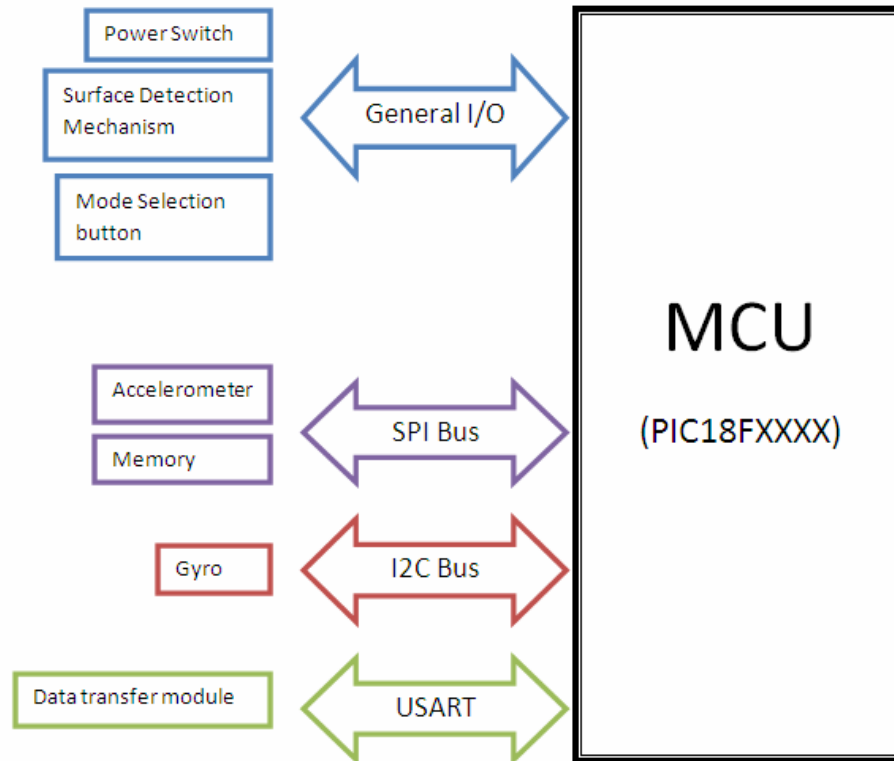 Power Switch
Surface Detection
Mechanism
General I/O
Mode Selection
button
MCU
(PIC18FXXXX)
Accelerometer
SPI Bus
Memory
Gyro
I2C Bus
Data transfer module
USART